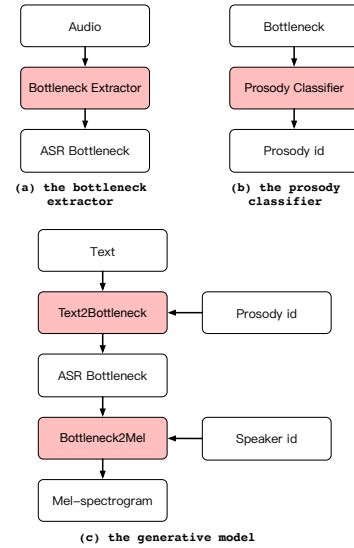 Audio
Bottleneck Extractor
ASR Bottleneck
(a) the bottleneck
extractor
Bottleneck
Prosody Classifier
Prosody id
(b) the prosody
classifier
Text
Text2Bottleneck
Prosody id
ASR Bottleneck
Bottleneck2Mel
Speaker id
Mel-spectrogram
(c) the generative model